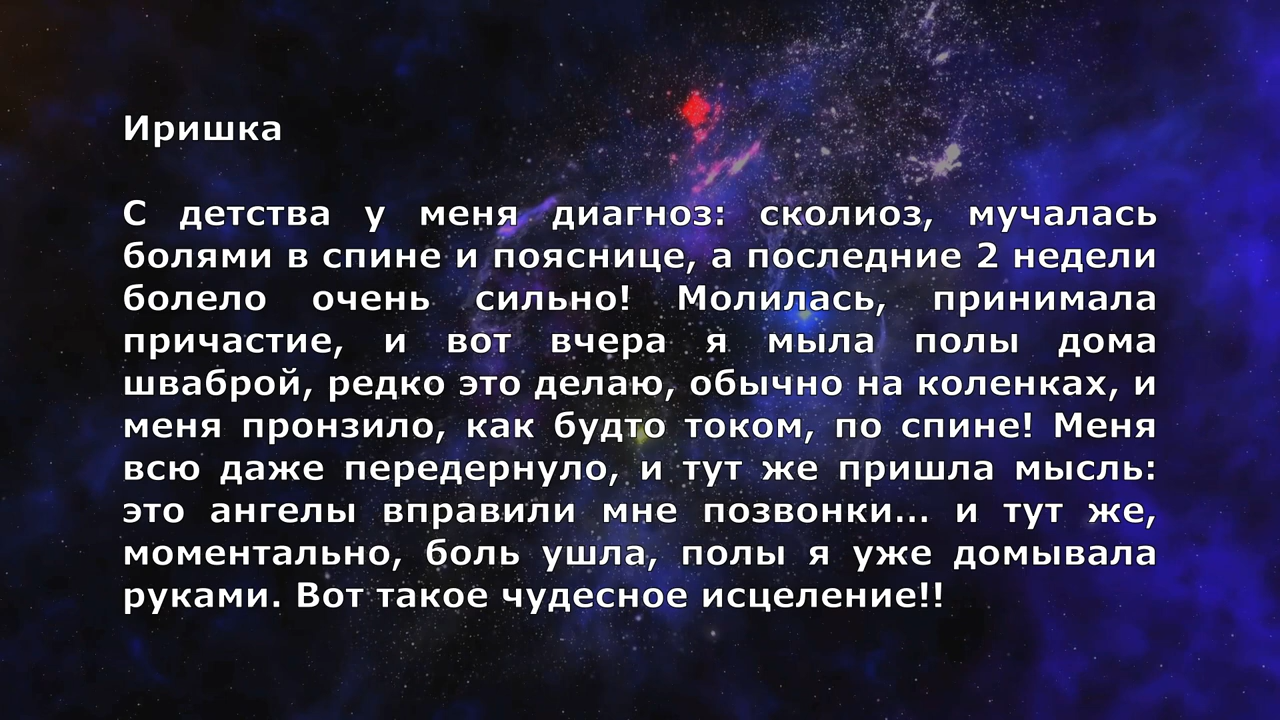 Иришка
С детства у меня диагноз: сколиоз, мучалась
болями в спине и пояснице, а последние 2 недели
болело очень сильно! Молилась, принимала
причастие, и вот вчера я мыла полы дома
шваброй, редко это делаю, обычно на коленках, и
меня пронзило, как будто током, по спине! Меня
всю даже передернуло, и тут же пришла мысль:
это ангелы вправили мне позвонки... и тут же,
моментально, боль ушла, полы я уже домывала
руками. Вот такое чудесное исцеление!!